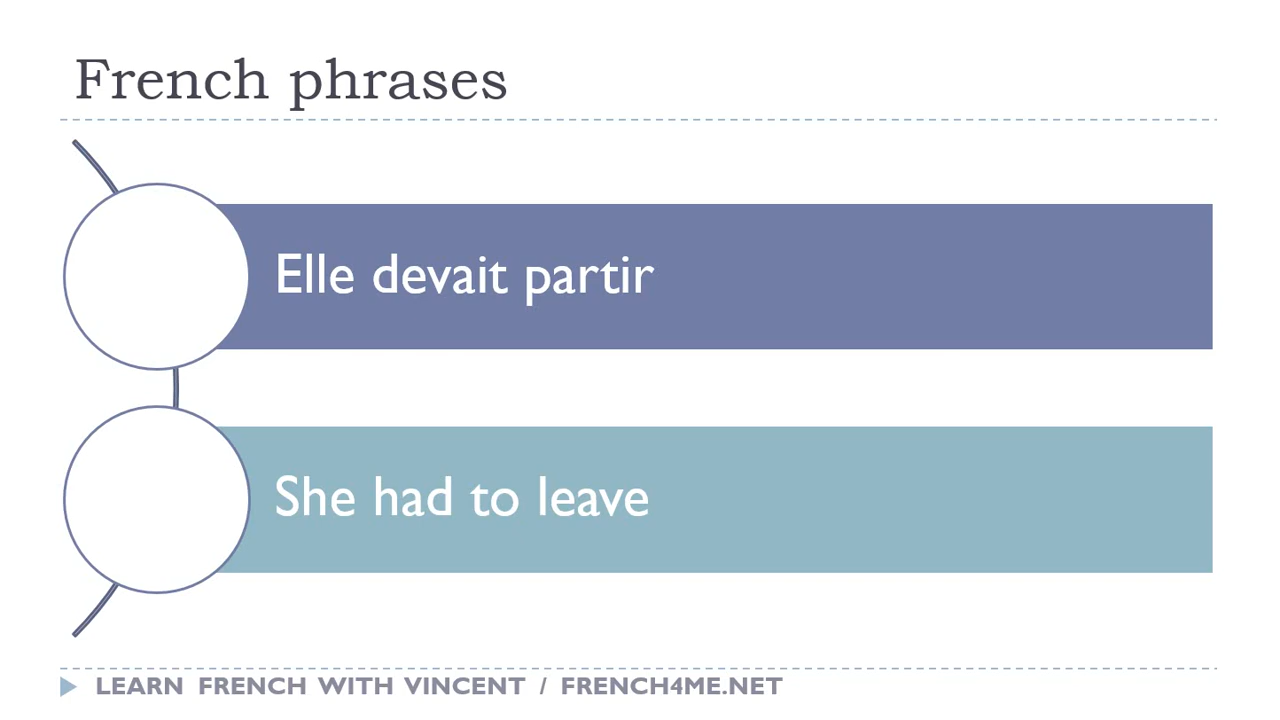 French phrases
Elle devait partir
She had to leave
LEARN FRENCH WITH VINCENT / FRENCH4ME.NET